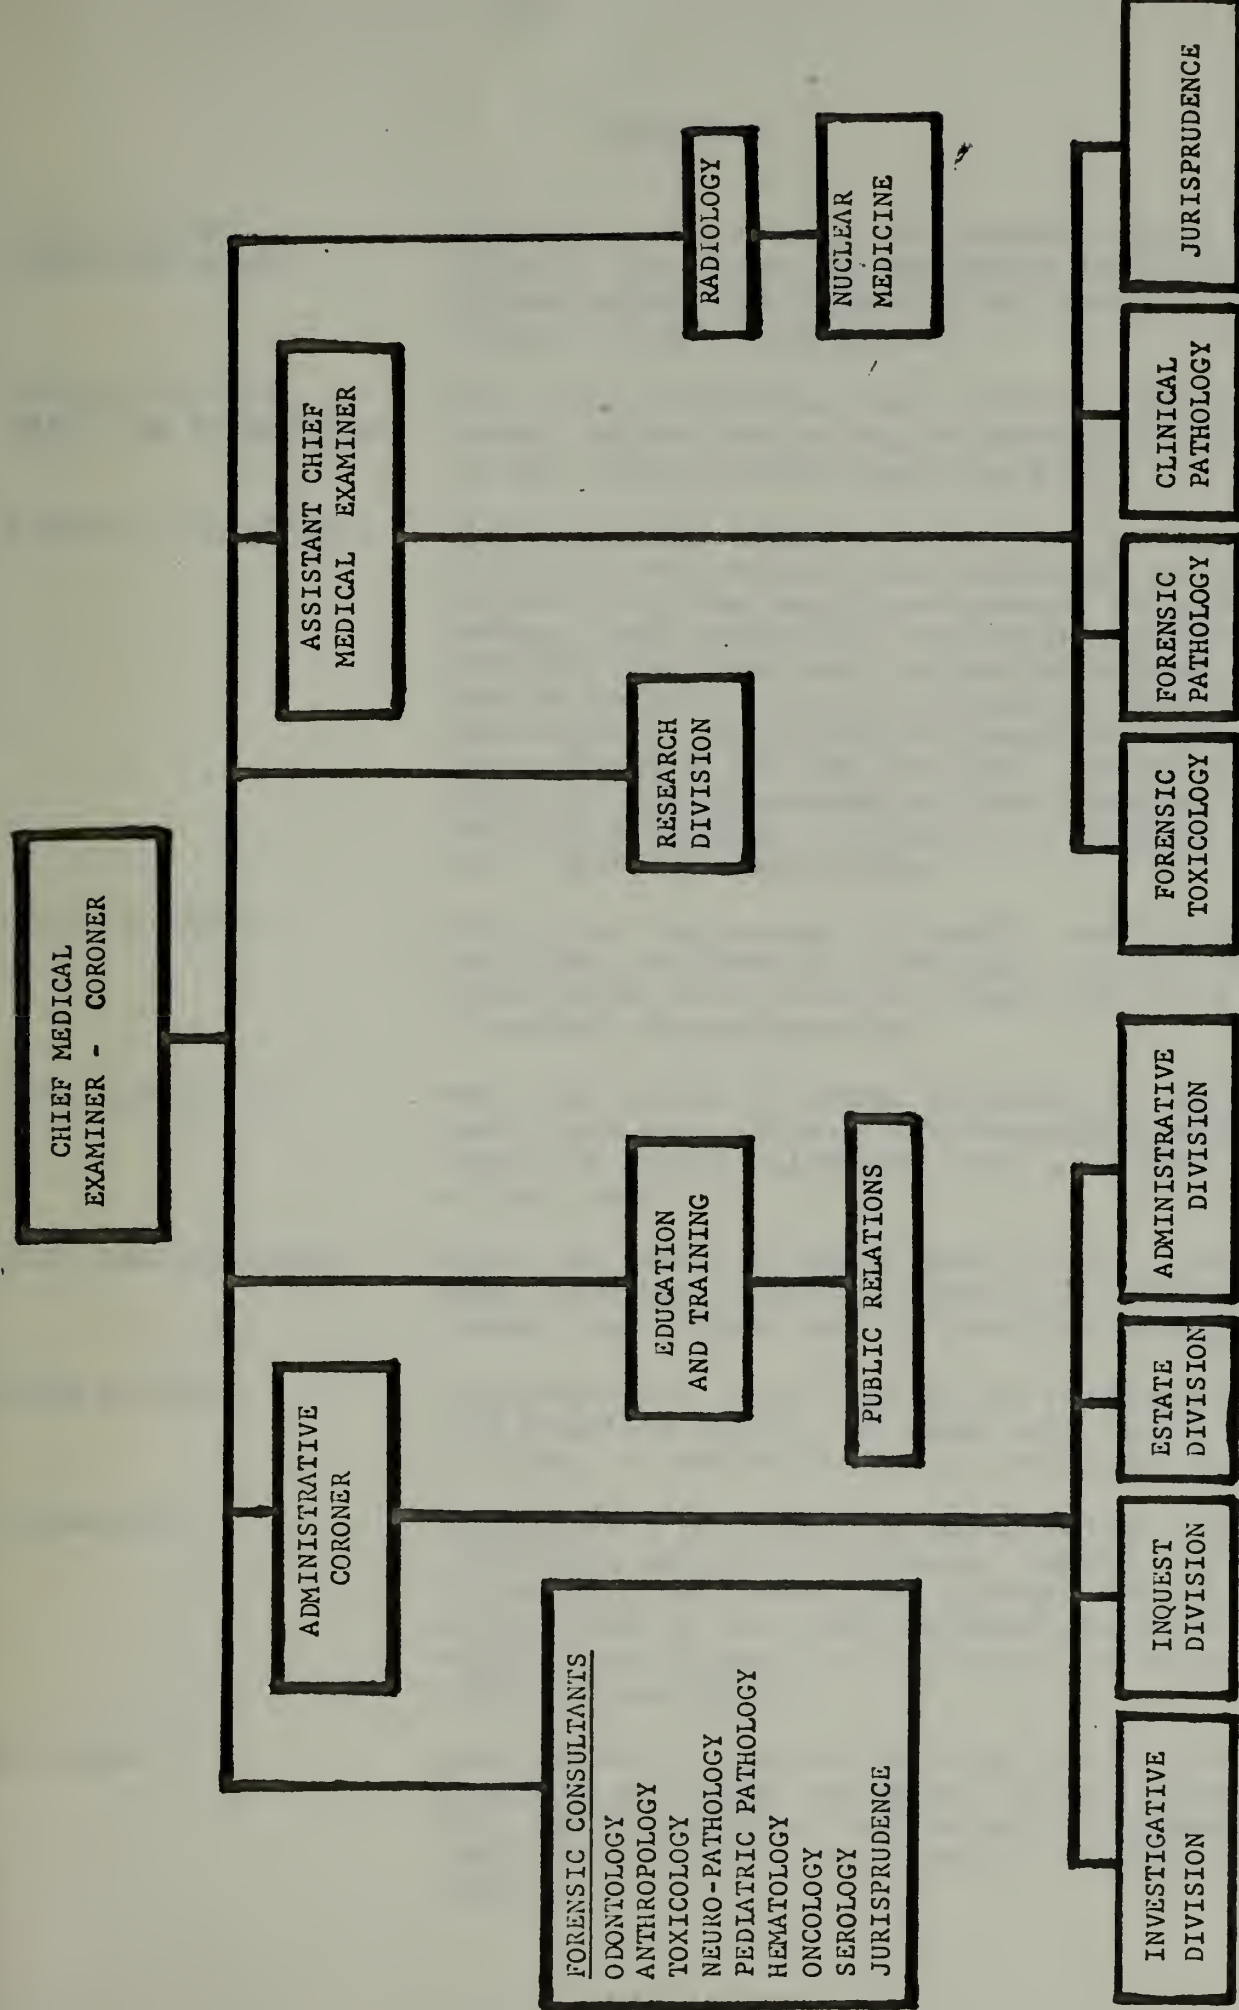 CHIEF MEDICAL
EXAMINER - CORONER
ADMINISTRATIVE
CORONER
ASSISTANT CHIEF
MEDICAL EXAMINER
FORENSIC CONSULTANTS
ODONTOLOGY
ANTHROPOLOGY
TOXICOLOGY
NEURO-PATHOLOGY
PEDIATRIC PATHOLOGY
HEMATOLOGY
ONCOLOGY
SEROLOGY
JURISPRUDENCE
EDUCATION
AND TRAINING
PUBLIC RELATIONS
RESEARCH
DIVISION
RADIOLOGY
NUCLEAR
MEDICINE
INVESTIGATIVE
DIVISION
INQUEST
DIVISION
ESTATE
DIVISION
ADMINISTRATIVE
DIVISION
FORENSIC
TOXICOLOGY
FORENSIC
PATHOLOGY
CLINICAL
PATHOLOGY
JURISPRUDENCE